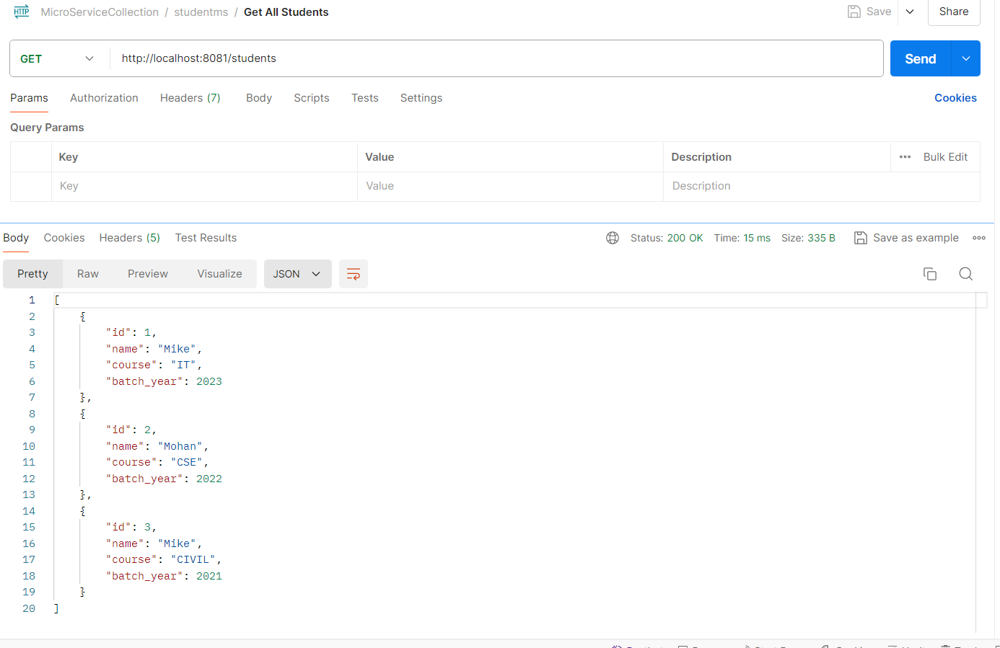 HTTP MicroServiceCollection / studentms / Get All Students Save Share
GET http://localhost:8081/students Send
Params Authorization Headers (7) Body Scripts Tests Settings Cookies
Query Params
Key Value Description ••• Bulk Edit
Key Value Description
Body Cookies Headers (5) Test Results Status: 200 OK Time: 15 ms Size: 335 B Save as example
Pretty Raw Preview Visualize JSON
1 [
2 {
3 "id": 1,
4 "name": "Mike",
5 "course": "IT",
6 "batch_year": 2023
7 },
8 {
9 "id": 2,
10 "name": "Mohan",
11 "course": "CSE",
12 "batch_year": 2022
13 },
14 {
15 "id": 3,
16 "name": "Mike",
17 "course": "CIVIL",
18 "batch_year": 2021
19 }
20 ]